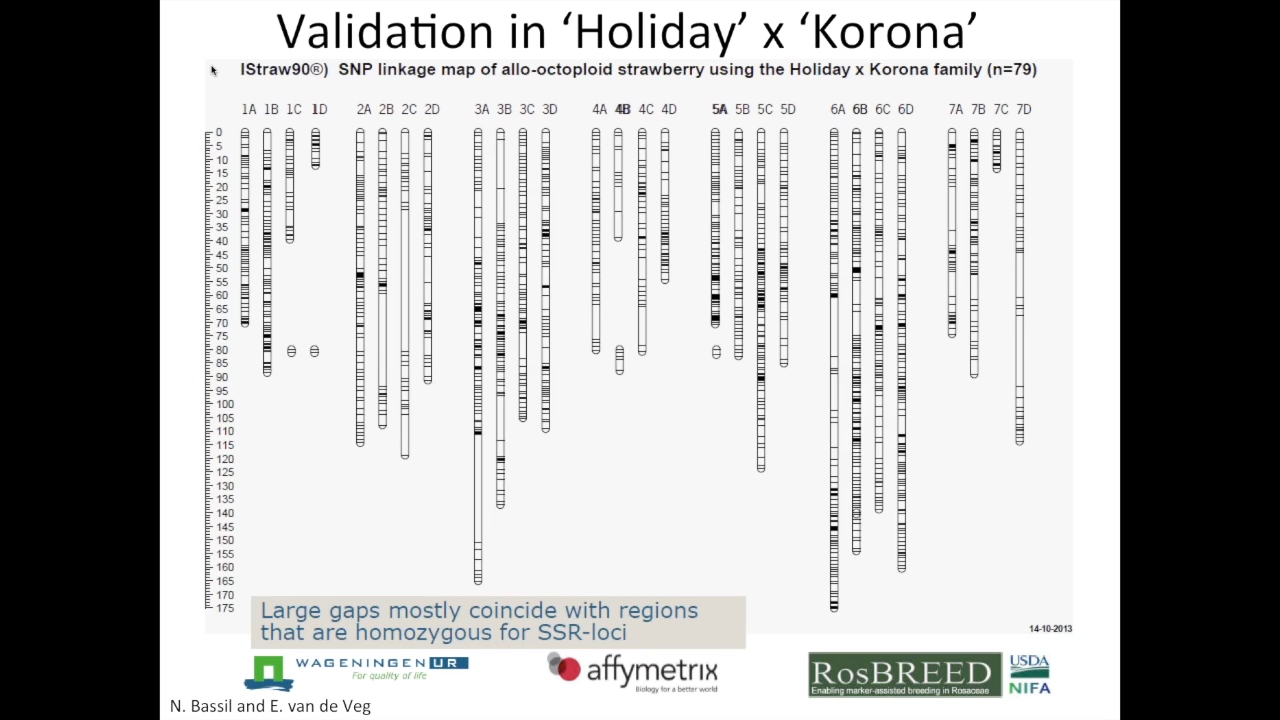 Validation in ‘Holiday’ x ‘Korona’
IStraw90®) SNP linkage map of allo-octoploid strawberry using the Holiday x Korona family (n=79)
1A 1B 1C 1D 2A 2B 2C 2D 3A 3B 3C 3D 4A 4B 4C 4D 5A 5B 5C 5D 6A 6B 6C 6D 7A 7B 7C 7D
0
5
10
15
20
25
30
35
40
45
50
55
60
65
70
75
80
85
90
95
100
105
110
115
120
125
130
135
140
145
150
155
160
165
170
175
Large gaps mostly coincide with regions
that are homozygous for SSR-loci
14-10-2013
WAGENINGEN UR
For quality of life
affymetrix
Biology for a better world
RosBREED
Enabling marker-assisted breeding in Rosaceae
USDA
NIFA
N. Bassil and E. van de Veg